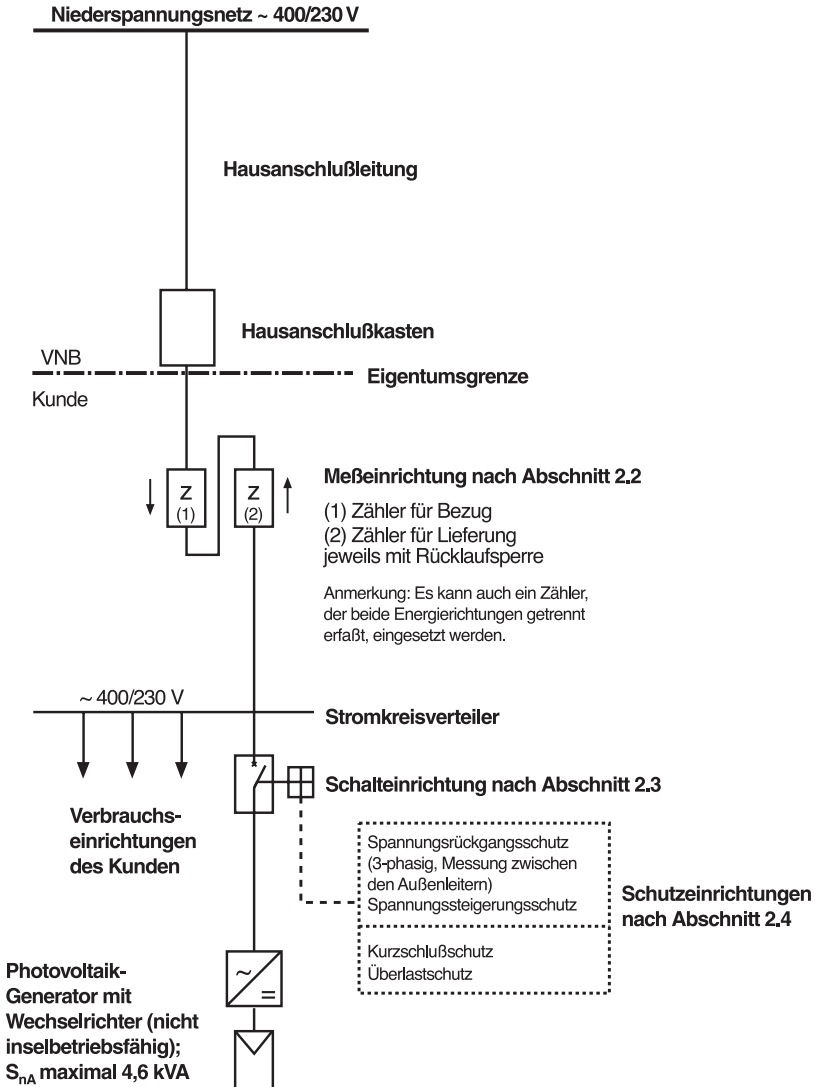 Niederspannungsnetz ~ 400/230 V
Hausanschlußleitung
Hausanschlußkasten
VNB
Eigentumsgrenze
Kunde
Z
(1)
Z
(2)
Meßeinrichtung nach Abschnitt 2.2
(1) Zähler für Bezug
(2) Zähler für Lieferung
jeweils mit Rücklaufsperre
Anmerkung: Es kann auch ein Zähler,
der beide Energierichtungen getrennt
erfaßt, eingesetzt werden.
~ 400/230 V
Stromkreisverteiler
Schalteinrichtung nach Abschnitt 2.3
Verbrauchs-
einrichtungen
des Kunden
Spannungsrückgangsschutz
(3-phasig, Messung zwischen
den Außenleitern)
Spannungssteigerungsschutz
Kurzschlußschutz
Überlastschutz
Schutzeinrichtungen
nach Abschnitt 2.4
~
=
Photovoltaik-
Generator mit
Wechselrichter (nicht
inselbetriebsfähig);
SnA maximal 4,6 kVA